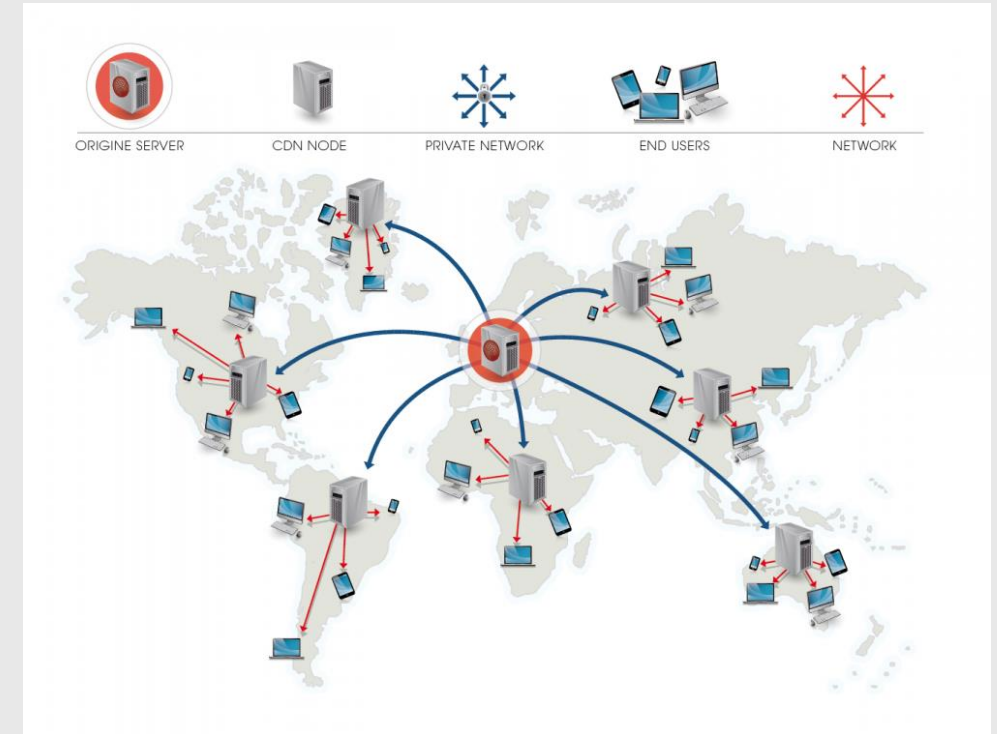 ORIGINE SERVER
CDN NODE
PRIVATE NETWORK
END USERS
NETWORK